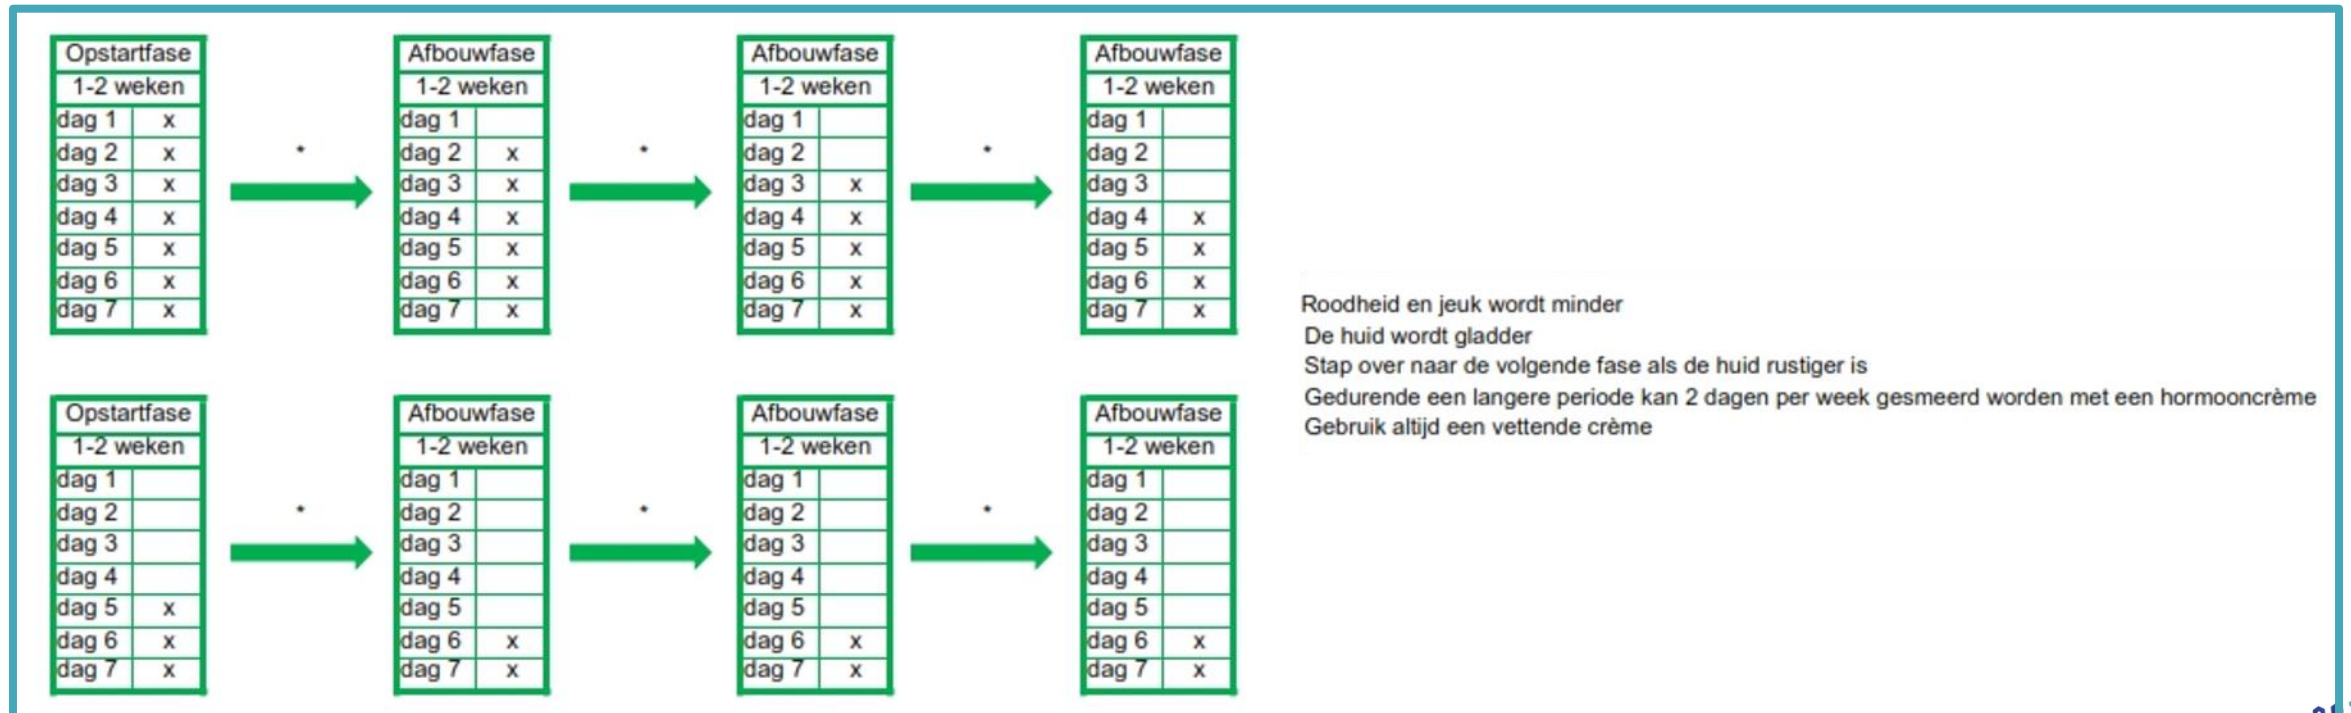 Opstartfase
1-2 weken
dag 1 x
dag 2 x
dag 3 x
dag 4 x
dag 5 x
dag 6 x
dag 7 x
*
Afbouwfase
1-2 weken
dag 1
dag 2 x
dag 3 x
dag 4 x
dag 5 x
dag 6 x
dag 7 x
*
Afbouwfase
1-2 weken
dag 1
dag 2
dag 3 x
dag 4 x
dag 5 x
dag 6 x
dag 7 x
*
Afbouwfase
1-2 weken
dag 1
dag 2
dag 3
dag 4 x
dag 5 x
dag 6 x
dag 7 x
Opstartfase
1-2 weken
dag 1
dag 2
dag 3
dag 4
dag 5 x
dag 6 x
dag 7 x
*
Afbouwfase
1-2 weken
dag 1
dag 2
dag 3
dag 4
dag 5
dag 6 x
dag 7 x
*
Afbouwfase
1-2 weken
dag 1
dag 2
dag 3
dag 4
dag 5
dag 6 x
dag 7 x
*
Afbouwfase
1-2 weken
dag 1
dag 2
dag 3
dag 4
dag 5
dag 6 x
dag 7 x
Roodheid en jeuk wordt minder
De huid wordt gladder
Stap over naar de volgende fase als de huid rustiger is
Gedurende een langere periode kan 2 dagen per week gesmeerd worden met een hormooncrème
Gebruik altijd een vettende crème